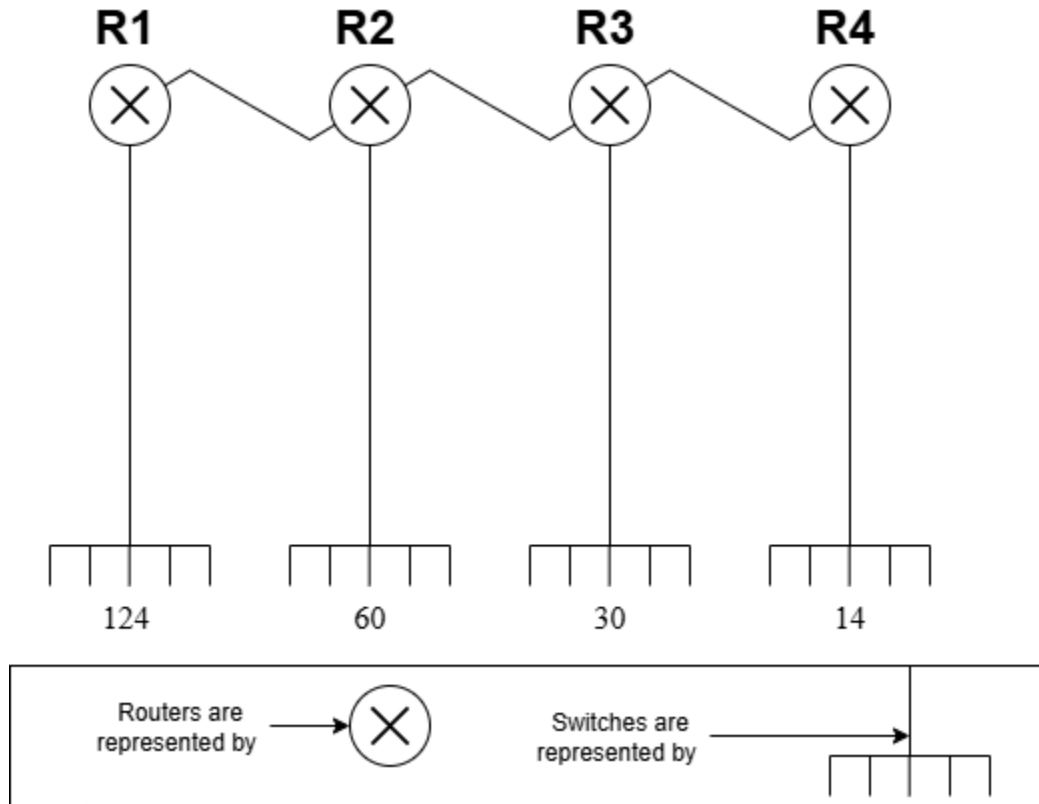 R1 R2 R3 R4
124 60 30 14
Routers are
represented by
Switches are
represented by